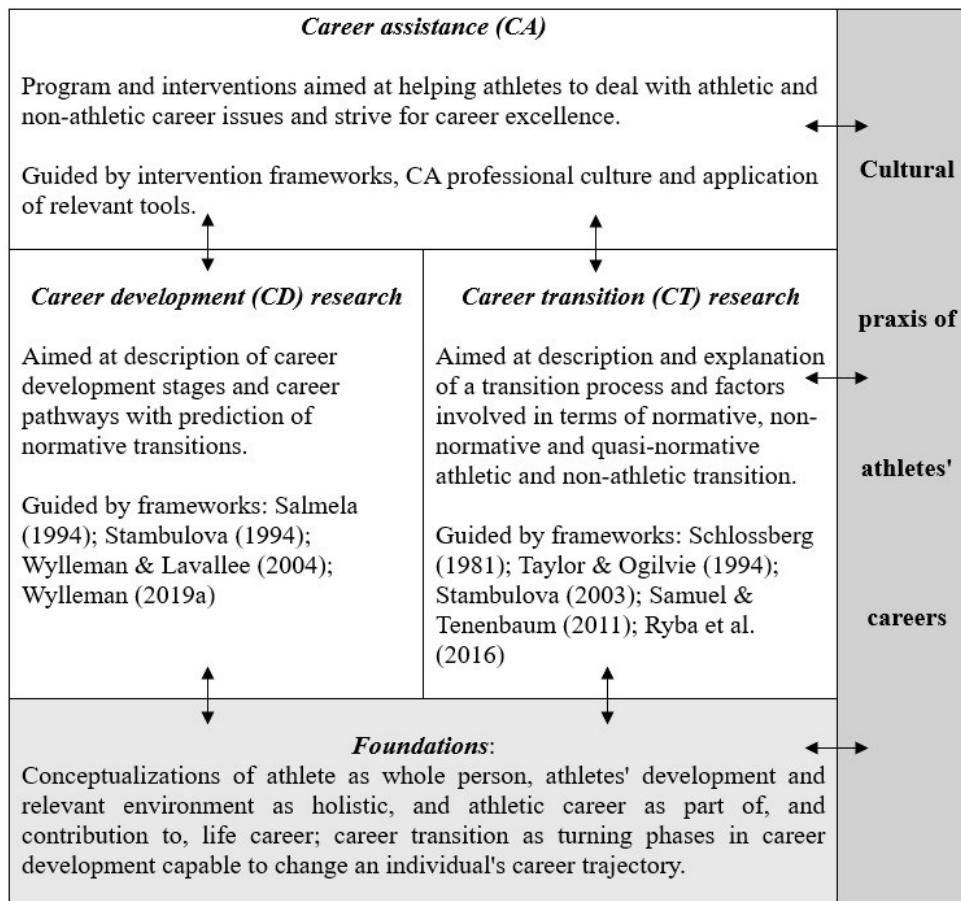 Career assistance (CA)
Program and interventions aimed at helping athletes to deal with athletic and
non-athletic career issues and strive for career excellence.
Guided by intervention frameworks, CA professional culture and application
of relevant tools.
Career development (CD) research
Aimed at description of career
development stages and career
pathways with prediction of
normative transitions.
Guided by frameworks: Salmela
(1994); Stambulova (1994);
Wylleman & Lavallee (2004);
Wylleman (2019a)
Career transition (CT) research
Aimed at description and explanation
of a transition process and factors
involved in terms of normative, non-
normative and quasi-normative
athletic and non-athletic transition.
Guided by frameworks: Schlossberg
(1981); Taylor & Ogilvie (1994);
Stambulova (2003); Samuel &
Tenenbaum (2011); Ryba et al.
(2016)
Foundations:
Conceptualizations of athlete as whole person, athletes' development and
relevant environment as holistic, and athletic career as part of, and
contribution to, life career; career transition as turning phases in career
development capable to change an individual's career trajectory.
Cultural
praxis of
athletes'
careers